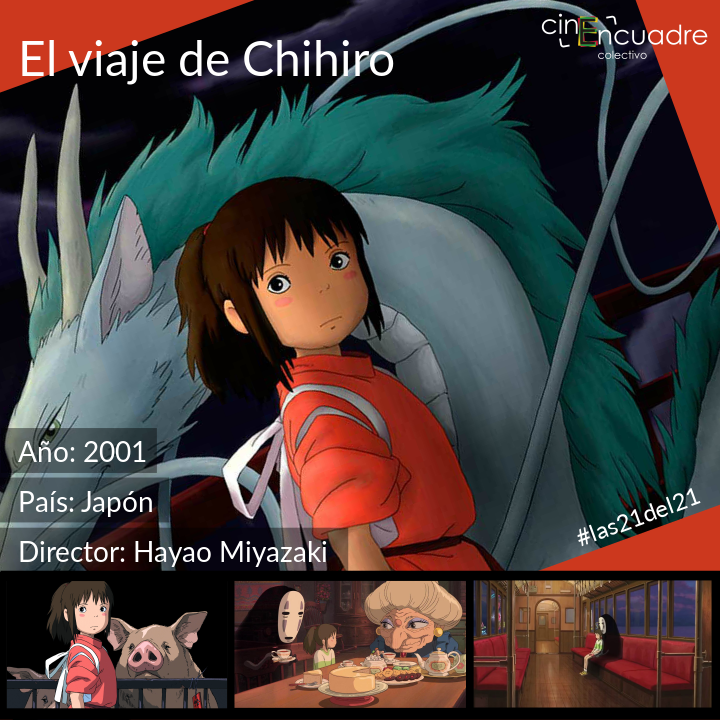 El viaje de Chihiro
cinEncuadre
colectivo
Año: 2001
País: Japón
Director: Hayao Miyazaki
#las21del21